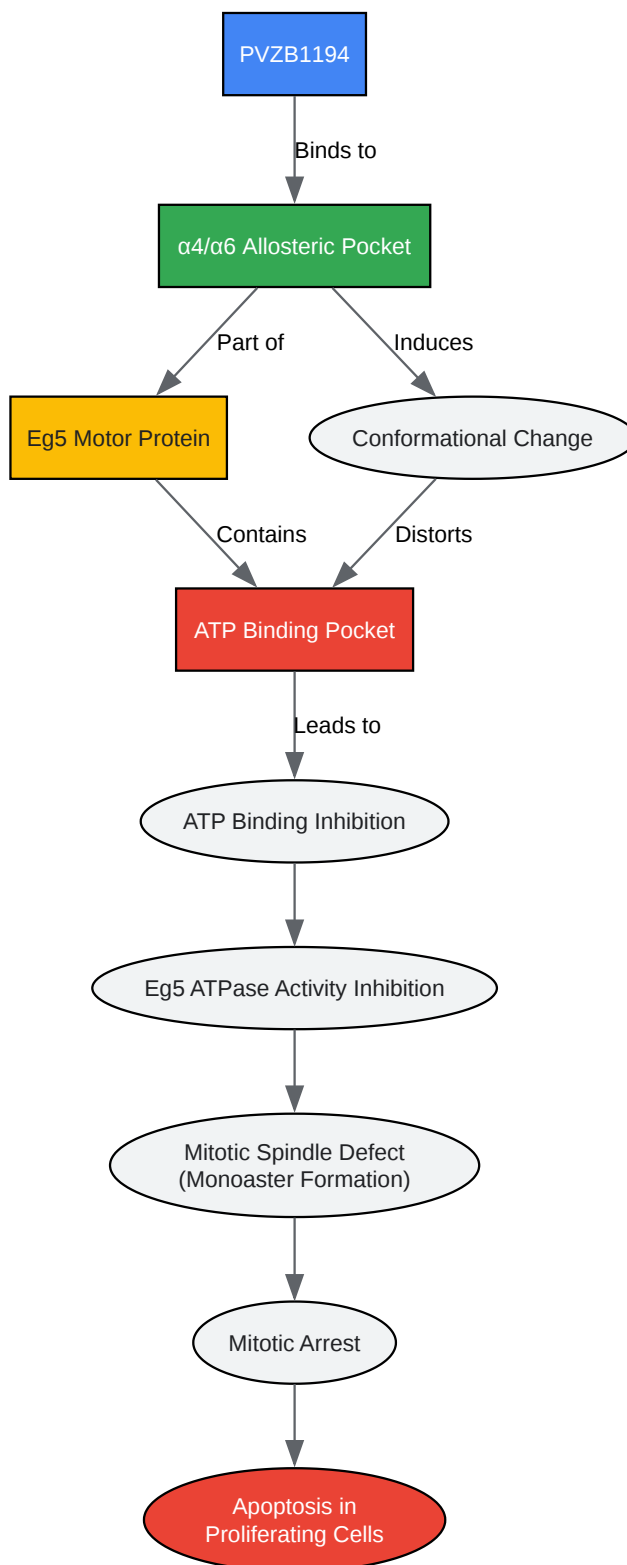 PVZB1194
Binds to
α4/α6 Allosteric Pocket
Part of
Induces
Eg5 Motor Protein
Conformational Change
Contains
Distorts
ATP Binding Pocket
Leads to
ATP Binding Inhibition
Eg5 ATPase Activity Inhibition
Mitotic Spindle Defect
(Monoaster Formation)
Mitotic Arrest
Apoptosis in
Proliferating Cells